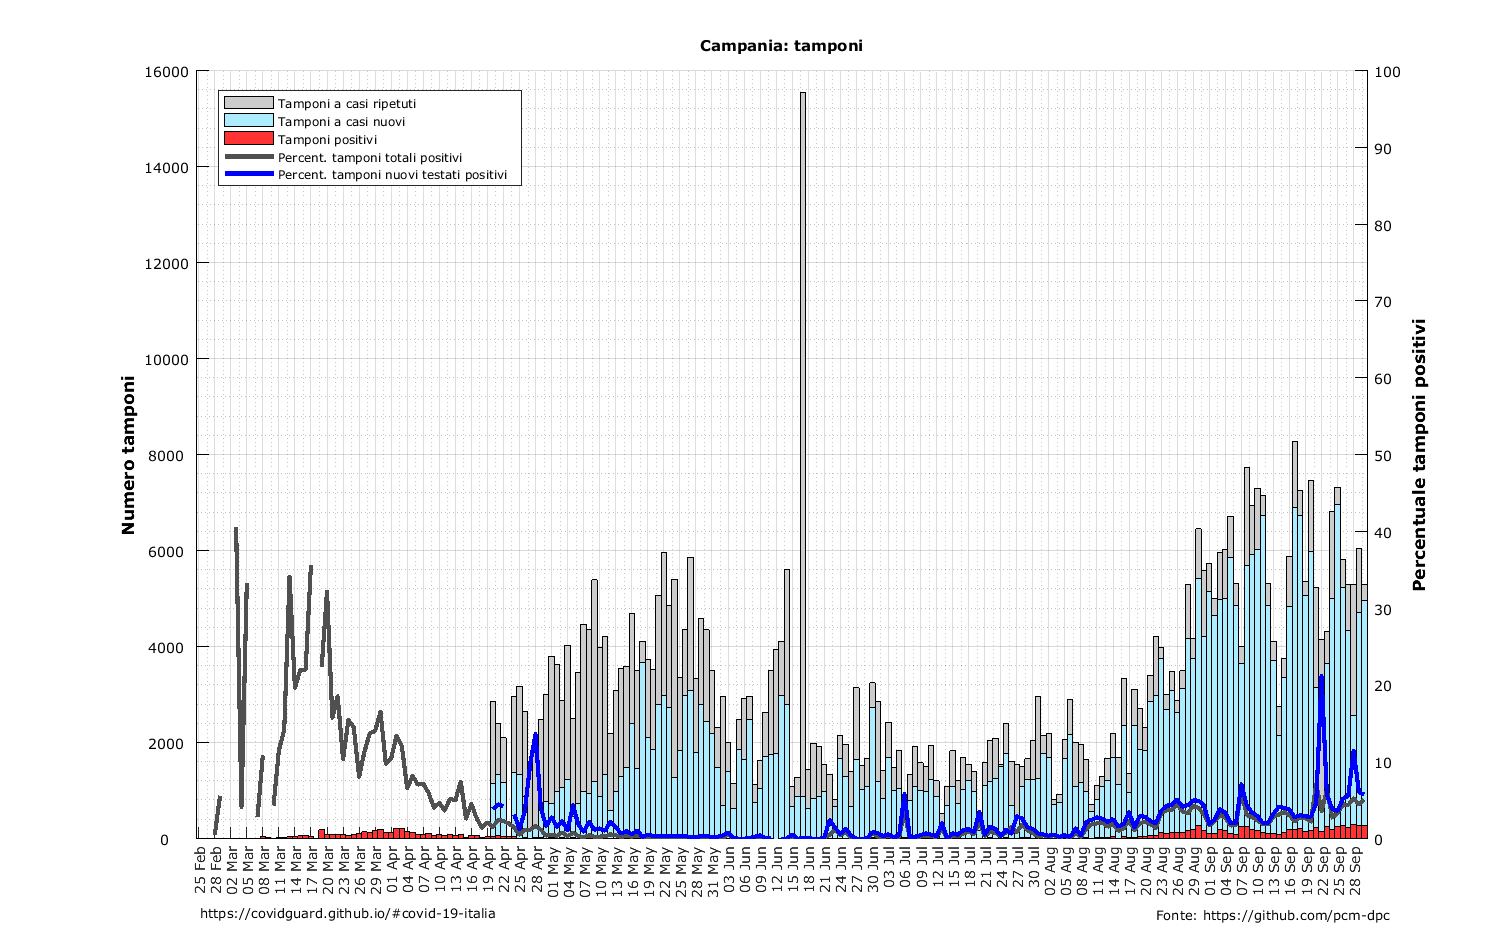 Campania: tamponi
Tamponi a casi ripetuti
Tamponi a casi nuovi
Tamponi positivi
Percent. tamponi totali positivi
Percent. tamponi nuovi testati positivi
Numero tamponi
16000
14000
12000
10000
8000
6000
4000
2000
0
Percentuale tamponi positivi
100
90
80
70
60
50
40
30
20
10
0
25 Feb
28 Feb
02 Mar
05 Mar
08 Mar
11 Mar
14 Mar
17 Mar
20 Mar
23 Mar
26 Mar
29 Mar
01 Apr
04 Apr
07 Apr
10 Apr
13 Apr
16 Apr
19 Apr
22 Apr
25 Apr
28 Apr
01 May
04 May
07 May
10 May
13 May
16 May
19 May
22 May
25 May
28 May
31 May
03 Jun
06 Jun
09 Jun
12 Jun
15 Jun
18 Jun
21 Jun
24 Jun
27 Jun
30 Jun
03 Jul
06 Jul
09 Jul
12 Jul
15 Jul
18 Jul
21 Jul
24 Jul
27 Jul
30 Jul
02 Aug
05 Aug
08 Aug
11 Aug
14 Aug
17 Aug
20 Aug
23 Aug
26 Aug
29 Aug
01 Sep
04 Sep
07 Sep
10 Sep
13 Sep
16 Sep
19 Sep
22 Sep
25 Sep
28 Sep
https://covidguard.github.io/#covid-19-italia
Fonte: https://github.com/pcm-dpc